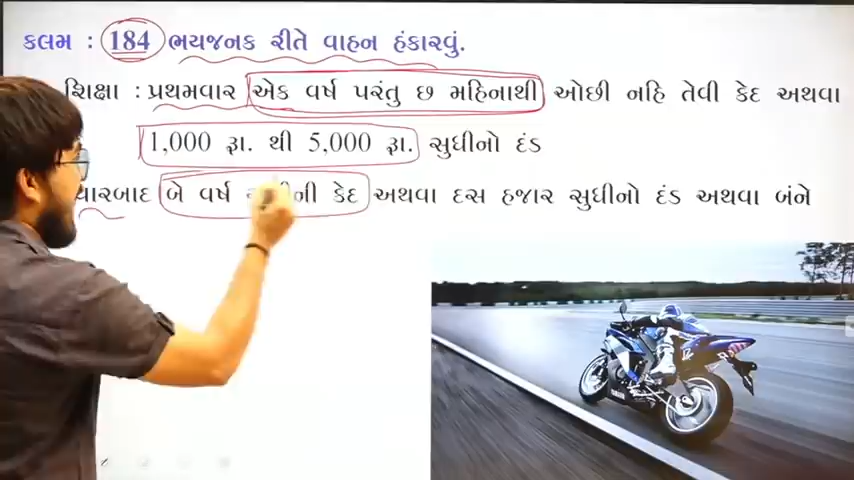 કલમ : 184 ભયજનક રીતે વાહન હંકારવું.
શિક્ષા : પ્રથમવાર એક વર્ષ પરંતુ છ મહિનાથી ઓછી નહિ તેવી કેદ અથવા
1,000 રૂા. થી 5,000 રૂા. સુધીનો દંડ
બે વર્ષ કેદ અથવા દસ હજાર સુધીનો દંડ અથવા બંને